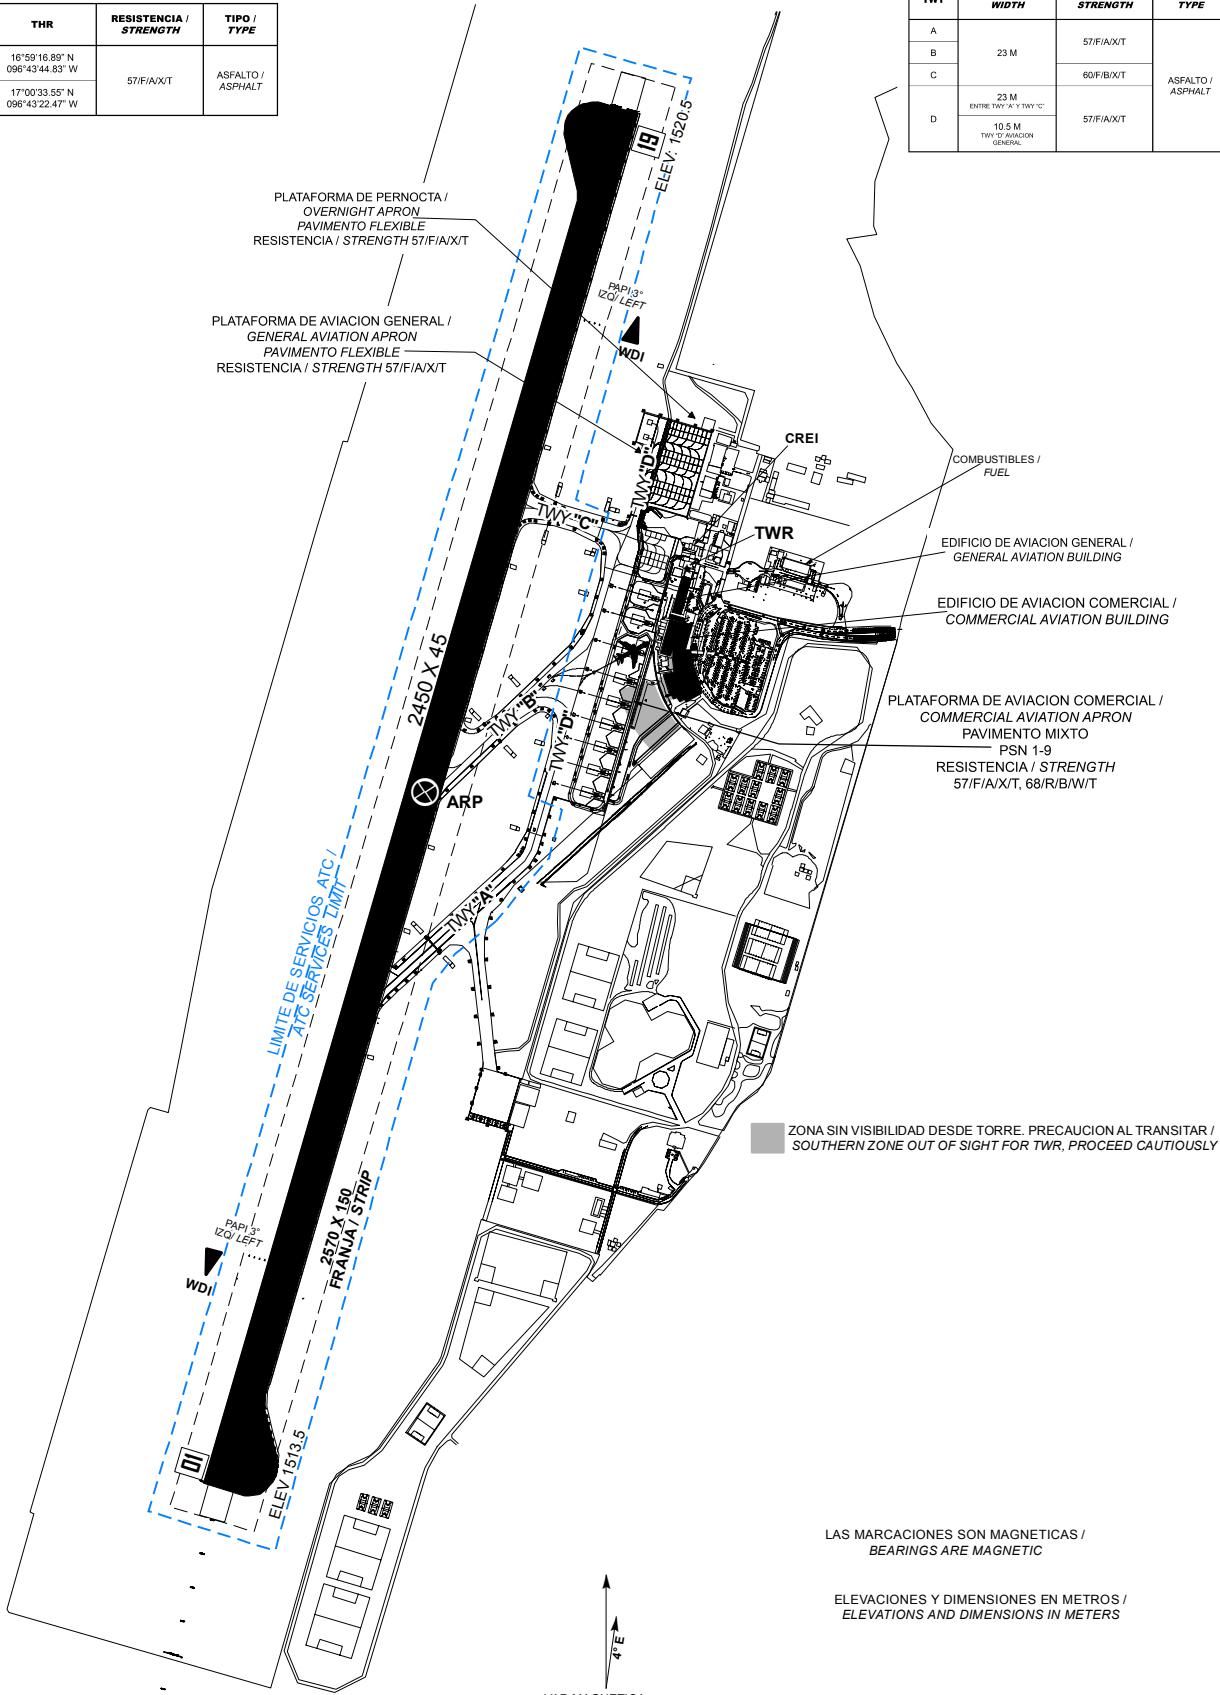 THR
RESISTENCIA /
STRENGTH
TIPO /
TYPE
16°59'16.89" N
096°43'44.83" W
57/F/A/X/T
ASFALTO /
ASPHALT
17°00'33.55" N
096°43'22.47" W
TWY
WIDTH
STRENGTH
TYPE
A
23 M
57/F/A/X/T
ASFALTO /
ASPHALT
B
C
60/F/B/X/T
D
23 M
ENTRE TWY "A" Y TWY "C"
57/F/A/X/T
10.5 M
TWY "D" AVIACION
GENERAL
19
ELEV: 1520.5
PLATAFORMA DE PERNOCTA /
OVERNIGHT APRON
PAVIMENTO FLEXIBLE
RESISTENCIA / STRENGTH 57/F/A/X/T
PAPI 3°
IZQ/ LEFT
WDI
PLATAFORMA DE AVIACION GENERAL /
GENERAL AVIATION APRON
PAVIMENTO FLEXIBLE
RESISTENCIA / STRENGTH 57/F/A/X/T
CREI
COMBUSTIBLES /
FUEL
TWY "D"
TWY "C"
TWR
EDIFICIO DE AVIACION GENERAL /
GENERAL AVIATION BUILDING
EDIFICIO DE AVIACION COMERCIAL /
COMMERCIAL AVIATION BUILDING
2450 X 45
TWY "B"
TWY "D"
PLATAFORMA DE AVIACION COMERCIAL /
COMMERCIAL AVIATION APRON
PAVIMENTO MIXTO
PSN 1-9
RESISTENCIA / STRENGTH
57/F/A/X/T, 68/R/B/W/T
ARP
TWY "A"
LIMITE DE SERVICIOS ATC /
ATC SERVICES LIMIT
ZONA SIN VISIBILIDAD DESDE TORRE. PRECAUCION AL TRANSITAR /
SOUTHERN ZONE OUT OF SIGHT FOR TWR, PROCEED CAUTIOUSLY
2570 X 150
FRANJA / STRIP
PAPI 3°
IZQ/ LEFT
WDI
01
ELEV 1513.5
LAS MARCACIONES SON MAGNETICAS /
BEARINGS ARE MAGNETIC
ELEVACIONES Y DIMENSIONES EN METROS /
ELEVATIONS AND DIMENSIONS IN METERS
4° E